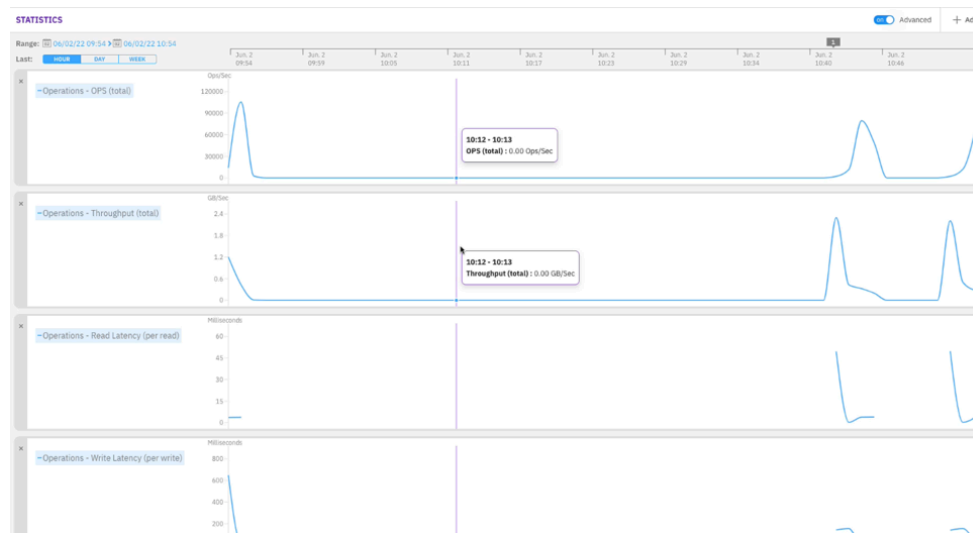 STATISTICS
ON Advanced
+ Ad
Range: 06/02/22 09:54 06/02/22 10:54
Last: HOUR DAY WEEK
1
Jun. 2 Jun. 2 Jun. 2 Jun. 2 Jun. 2 Jun. 2 Jun. 2 Jun. 2 Jun. 2 Jun. 2
09:54 09:59 10:05 10:11 10:17 10:23 10:29 10:34 10:40 10:46
× Ops/Sec
−Operations - OPS (total)
120000
90000
60000
30000
0
10:12 - 10:13
OPS (total) : 0.00 Ops/Sec
× GB/Sec
−Operations - Throughput (total)
2.4
1.8
1.2
0.6
0
10:12 - 10:13
Throughput (total) : 0.00 GB/Sec
× Milliseconds
−Operations - Read Latency (per read)
60
45
30
15
0
× Milliseconds
−Operations - Write Latency (per write)
800
600
400
200